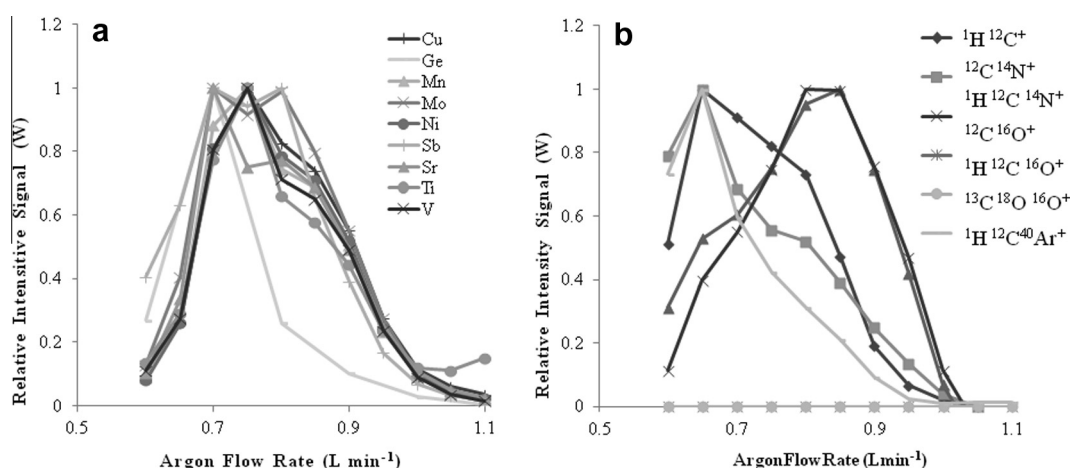 a
Relative Sensitive Signal (W)
1.2
1
0.8
0.6
0.4
0.2
0
0.5
0.7
0.9
1.1
Argon Flow Rate (L min⁻¹)
Cu
Ge
Mn
Mo
Ni
Sb
Sr
Ti
V
b
Relative Intensity Signal (W)
1.2
1
0.8
0.6
0.4
0.2
0
0.5
0.7
0.9
1.1
ArgonFlowRate (Lmin⁻¹)
¹H ¹²C⁺
¹²C ¹⁴N⁺
¹H ¹²C ¹⁴N⁺
¹²C ¹⁶O⁺
¹H ¹²C ¹⁶O⁺
¹³C ¹⁸O ¹⁶O⁺
¹H ¹²C ⁴⁰Ar⁺